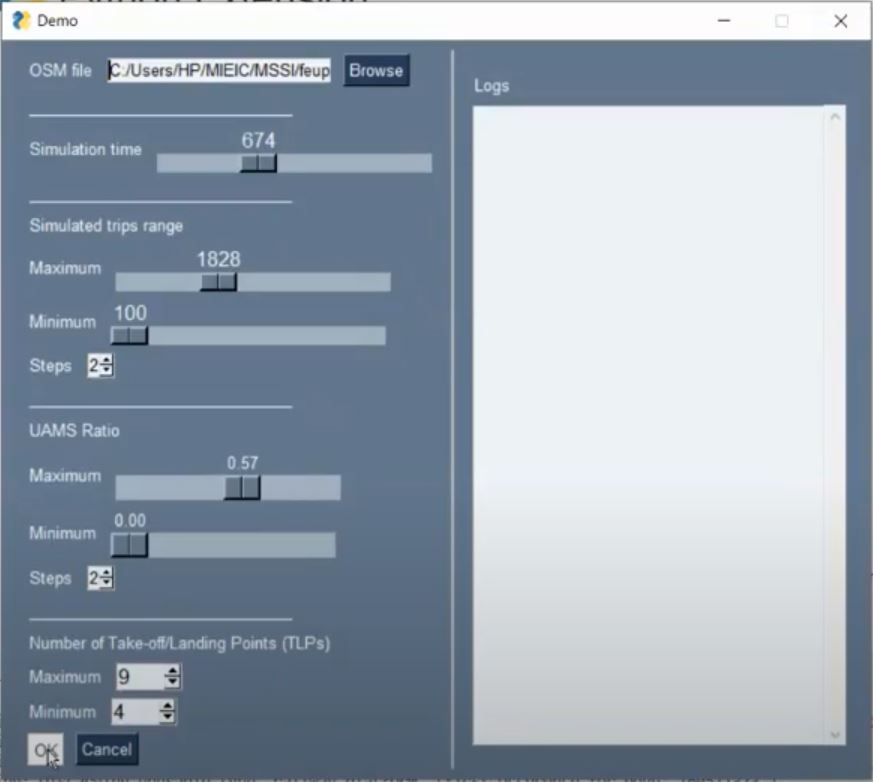 Demo
OSM file C:/Users/HP/MIEIC/MSSI/feup Browse
Logs
Simulation time 674
Simulated trips range
Maximum 1828
Minimum 100
Steps 2
UAMS Ratio
Maximum 0.57
Minimum 0.00
Steps 2
Number of Take-off/Landing Points (TLPs)
Maximum 9
Minimum 4
OK Cancel